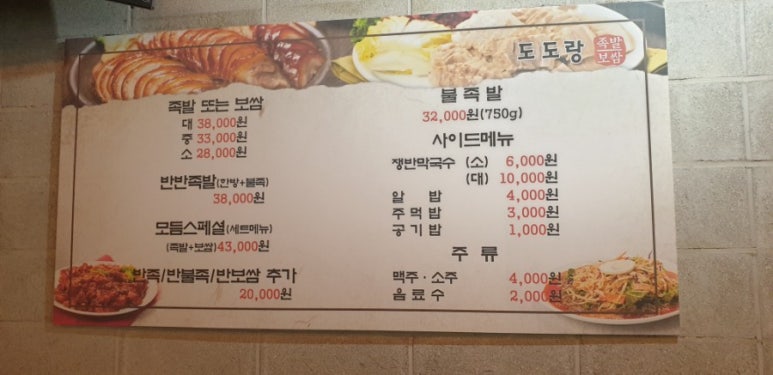 도도랑 족발 보쌈
족발 또는 보쌈
대 38,000원
중 33,000원
소 28,000원
반반족발(한방+불족)
38,000원
모듬스페셜(세트메뉴)
(족발+보쌈)43,000원
반족/반불족/반보쌈 추가
20,000원
불족발
32,000원(750g)
사이드메뉴
쟁반막국수 (소) 6,000원
(대) 10,000원
알 밥 4,000원
주먹밥 3,000원
공기밥 1,000원
주 류
맥주 · 소주 4,000원
음료수 2,000원